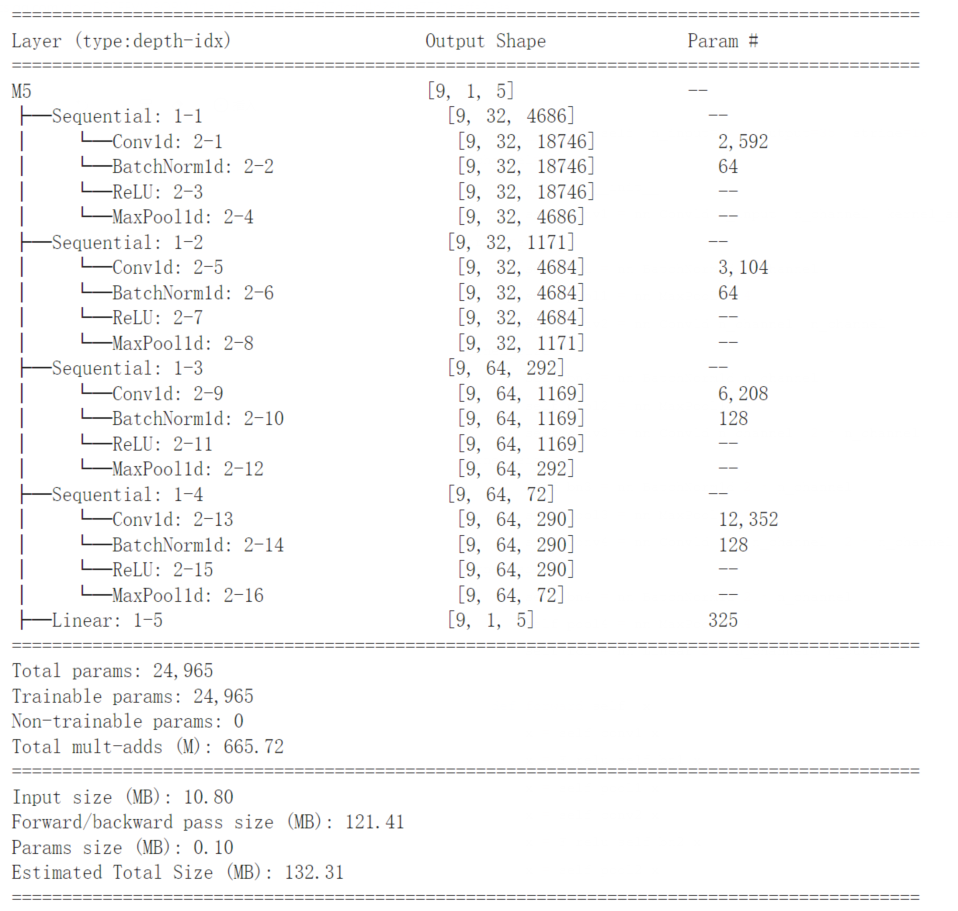 ==========================================================================================
Layer (type:depth-idx)                   Output Shape              Param #
==========================================================================================
M5                                       [9, 1, 5]                 --
├──Sequential: 1-1                       [9, 32, 4686]             --
│    └──Conv1d: 2-1                      [9, 32, 18746]            2,592
│    └──BatchNorm1d: 2-2                 [9, 32, 18746]            64
│    └──ReLU: 2-3                        [9, 32, 18746]            --
│    └──MaxPool1d: 2-4                   [9, 32, 4686]             --
├──Sequential: 1-2                       [9, 32, 1171]             --
│    └──Conv1d: 2-5                      [9, 32, 4684]             3,104
│    └──BatchNorm1d: 2-6                 [9, 32, 4684]             64
│    └──ReLU: 2-7                        [9, 32, 4684]             --
│    └──MaxPool1d: 2-8                   [9, 32, 1171]             --
├──Sequential: 1-3                       [9, 64, 292]              --
│    └──Conv1d: 2-9                      [9, 64, 1169]             6,208
│    └──BatchNorm1d: 2-10                [9, 64, 1169]             128
│    └──ReLU: 2-11                       [9, 64, 1169]             --
│    └──MaxPool1d: 2-12                  [9, 64, 292]              --
├──Sequential: 1-4                       [9, 64, 72]               --
│    └──Conv1d: 2-13                     [9, 64, 290]              12,352
│    └──BatchNorm1d: 2-14                [9, 64, 290]              128
│    └──ReLU: 2-15                       [9, 64, 290]              --
│    └──MaxPool1d: 2-16                  [9, 64, 72]               --
├──Linear: 1-5                           [9, 1, 5]                 325
==========================================================================================
Total params: 24,965
Trainable params: 24,965
Non-trainable params: 0
Total mult-adds (M): 665.72
==========================================================================================
Input size (MB): 10.80
Forward/backward pass size (MB): 121.41
Params size (MB): 0.10
Estimated Total Size (MB): 132.31
==========================================================================================